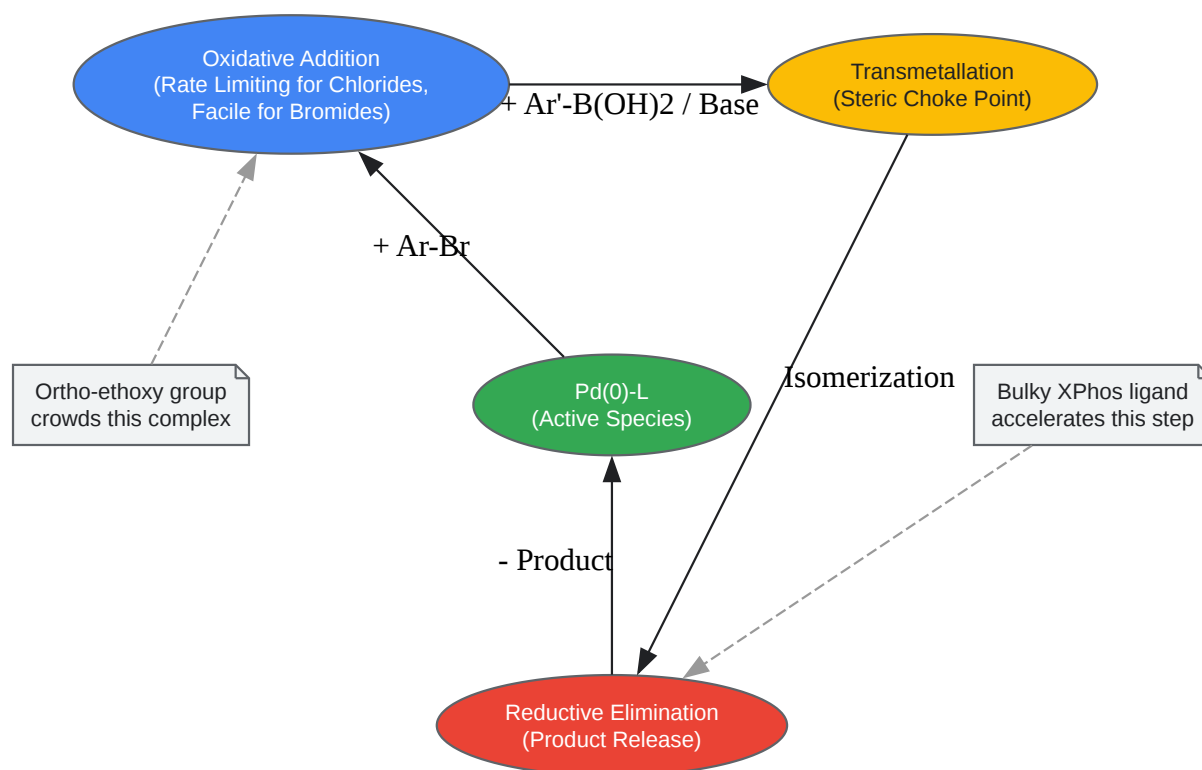 Oxidative Addition
(Rate Limiting for Chlorides,
Facile for Bromides)
+ Ar'-B(OH)2 / Base
Transmetallation
(Steric Choke Point)
+ Ar-Br
Ortho-ethoxy group
crowds this complex
Pd(0)-L
(Active Species)
Isomerization
Bulky XPhos ligand
accelerates this step
- Product
Reductive Elimination
(Product Release)